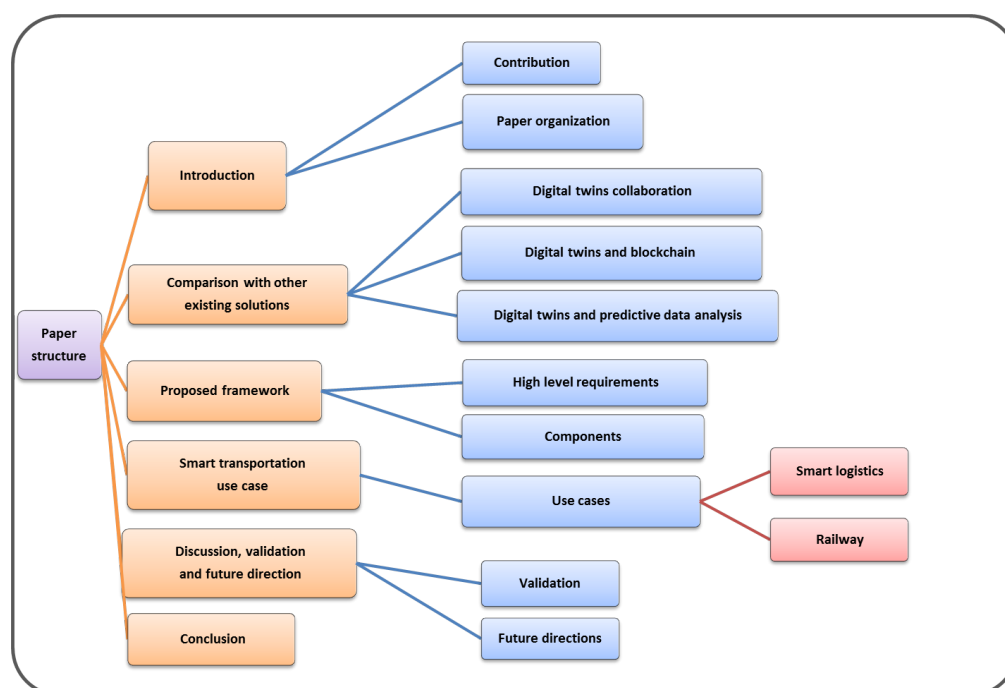 Paper
structure
Introduction
Contribution
Paper organization
Comparison with other
existing solutions
Digital twins collaboration
Digital twins and blockchain
Digital twins and predictive data analysis
Proposed framework
High level requirements
Components
Smart transportation
use case
Use cases
Smart logistics
Railway
Discussion, validation
and future direction
Validation
Future directions
Conclusion